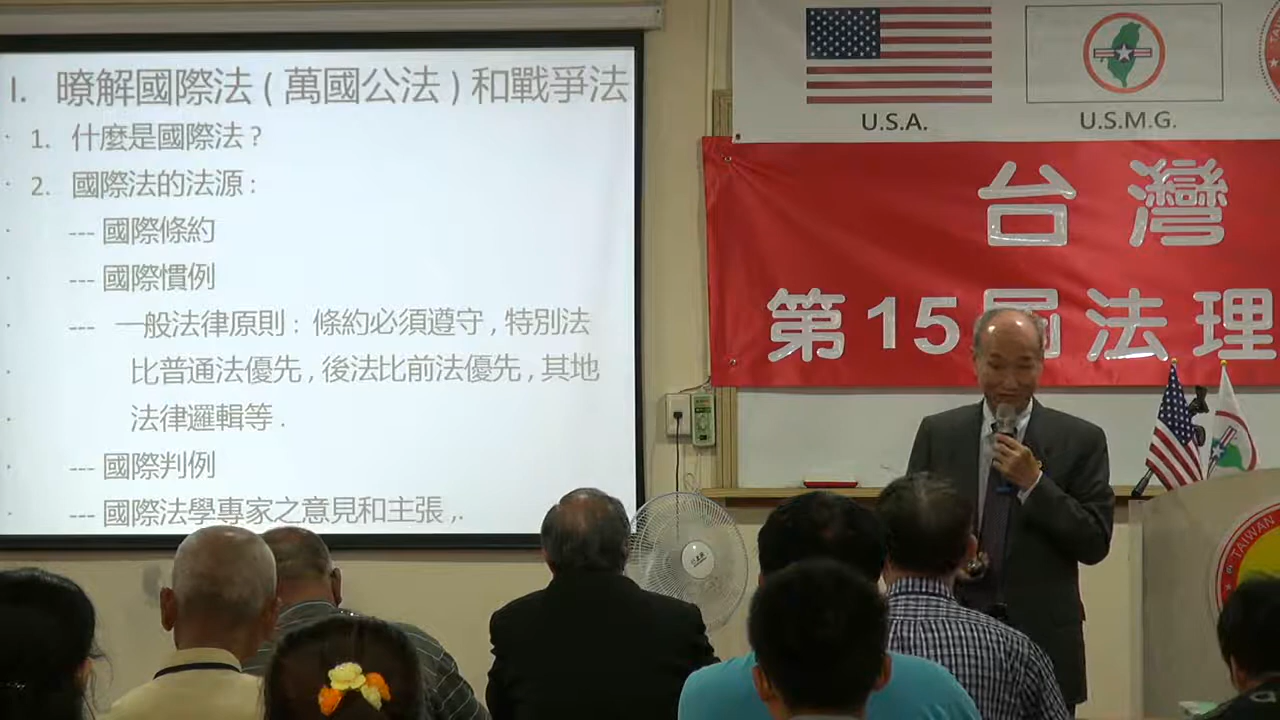 I. 暸解國際法 ( 萬國公法 ) 和戰爭法
1. 什麼是國際法 ?
2. 國際法的法源 :
--- 國際條約
--- 國際慣例
--- 一般法律原則 : 條約必須遵守 , 特別法
比普通法優先 , 後法比前法優先 , 其地
法律邏輯等 .
--- 國際判例
--- 國際法學專家之意見和主張 ,.
U.S.A.
U.S.M.G.
台灣
第15屆法理
TAIWAN